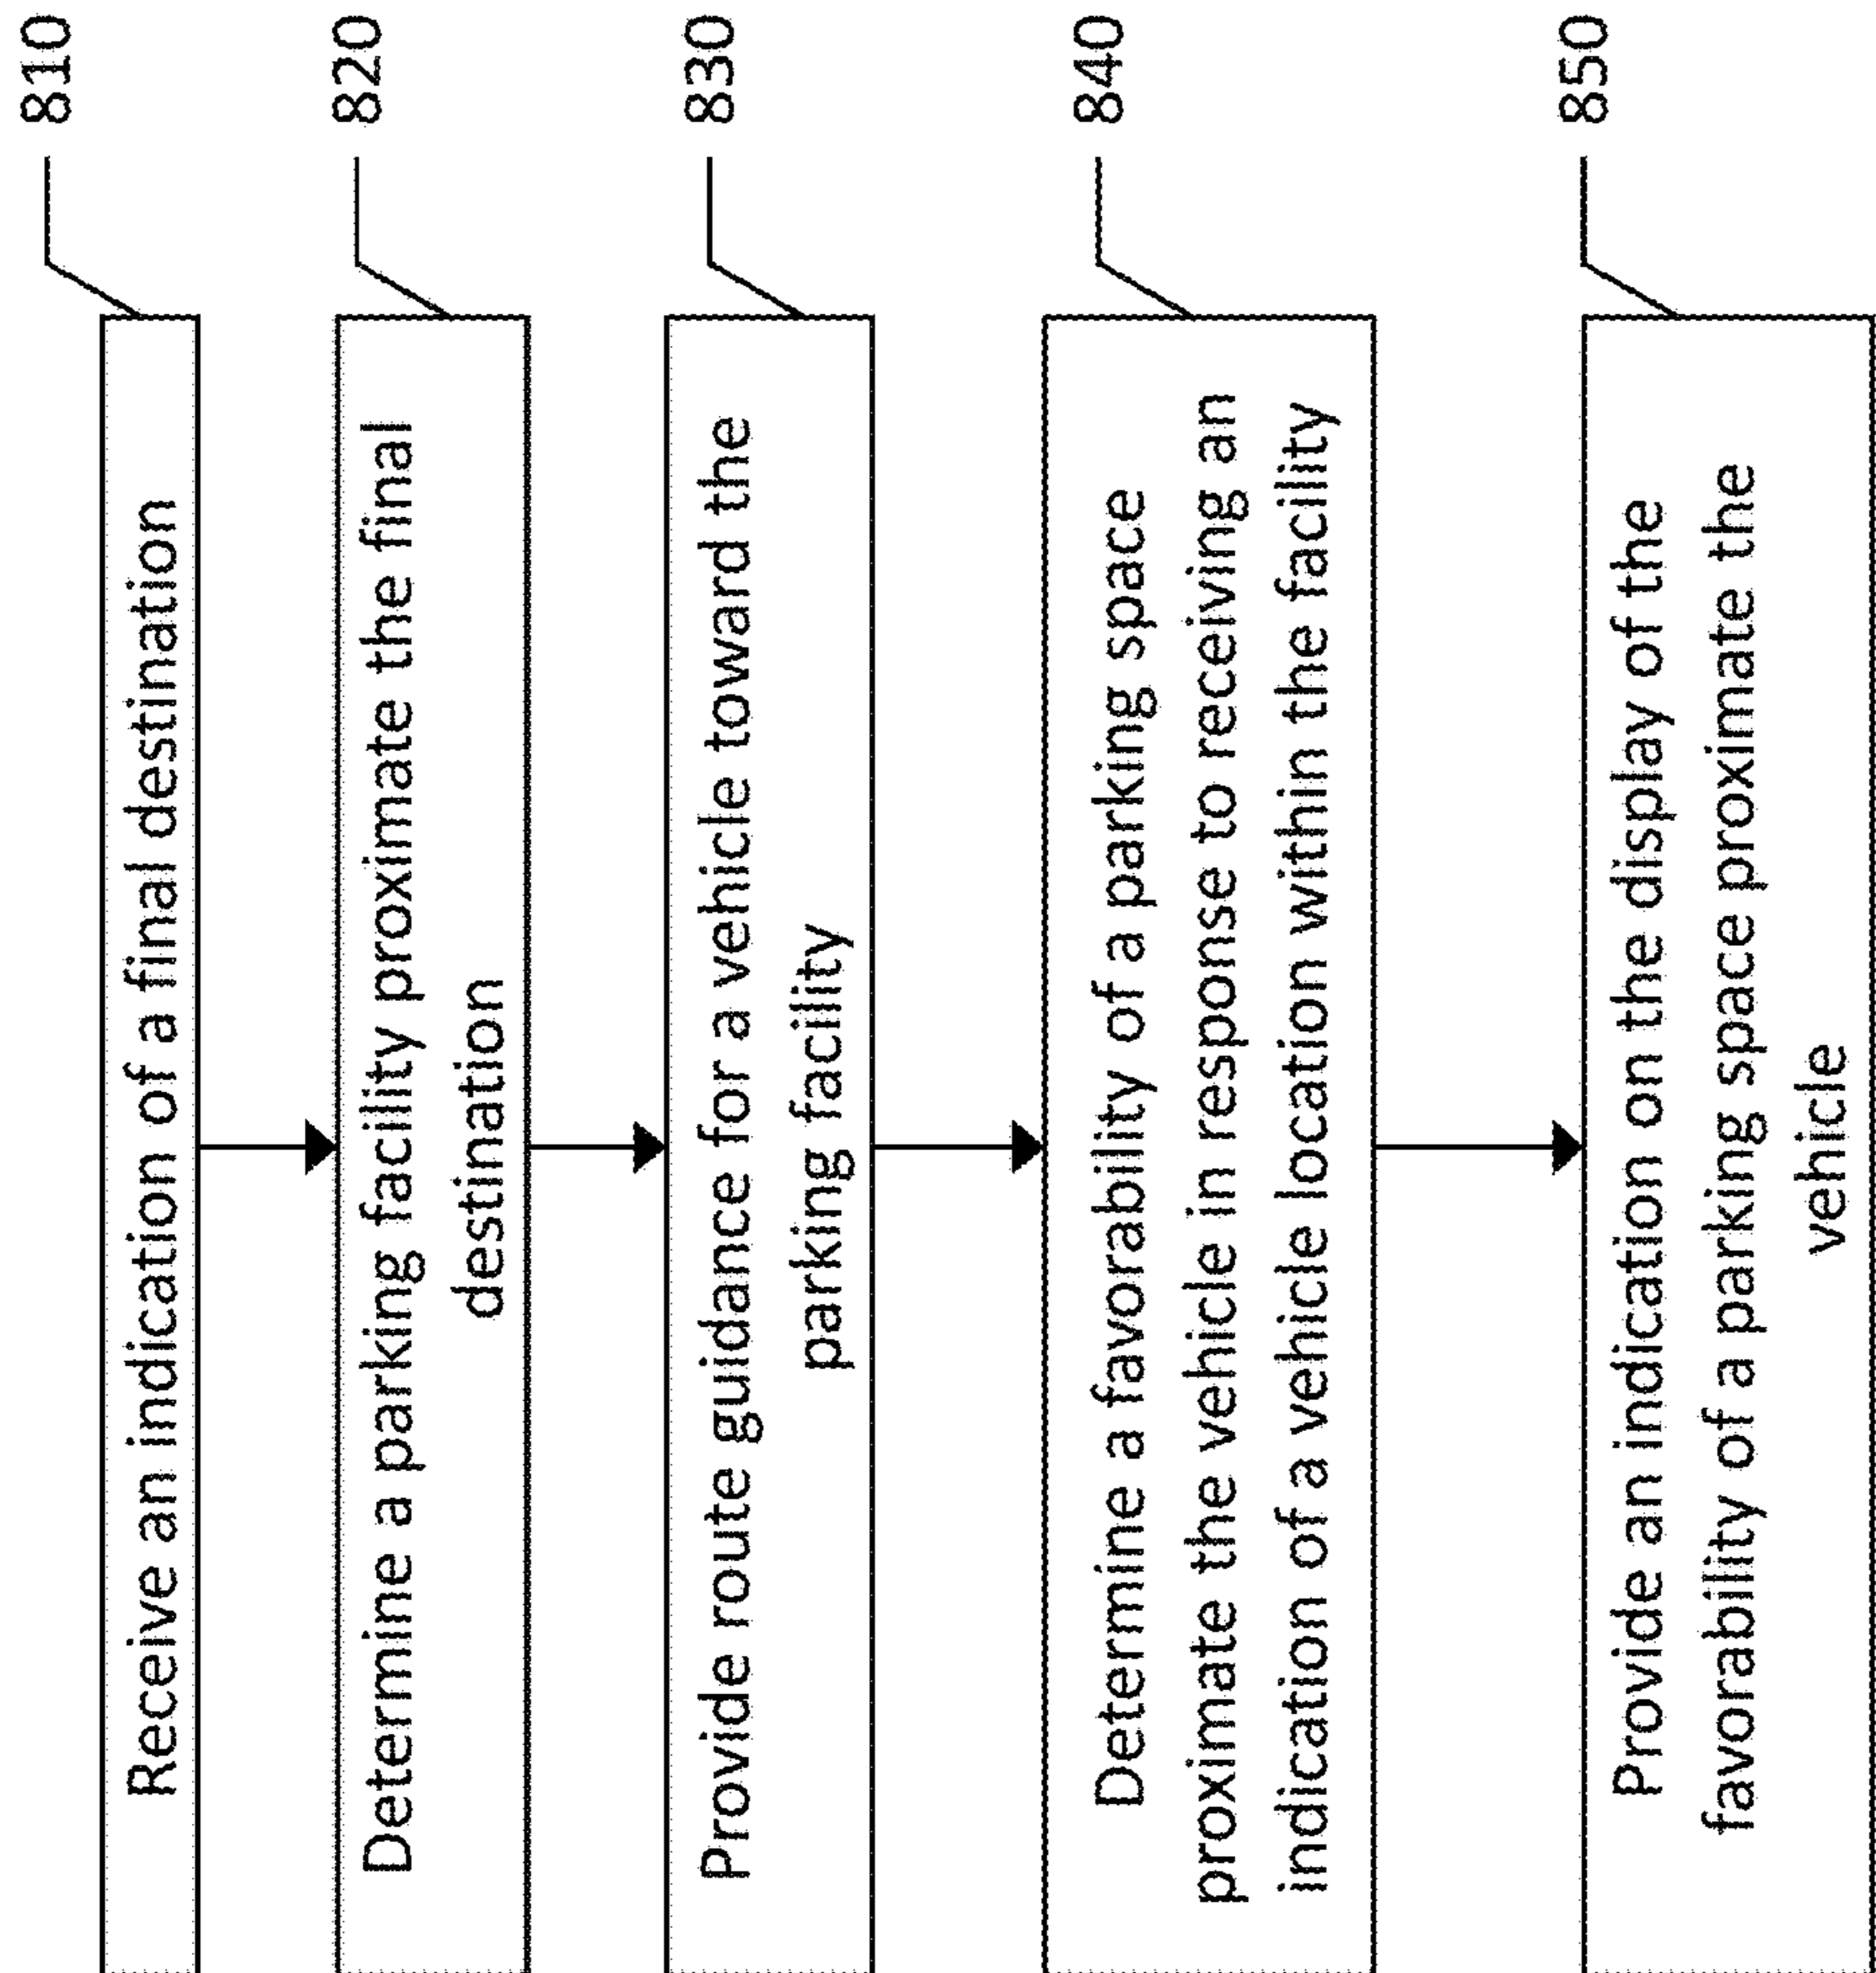 Receive an indication of a final destination
810
Determine a parking facility proximate the final
destination
820
Provide route guidance for a vehicle toward the
parking facility
830
Determine a favorability of a parking space
proximate the vehicle in response to receiving an
indication of a vehicle location within the facility
840
Provide an indication on the display of the
favorability of a parking space proximate the
vehicle
850